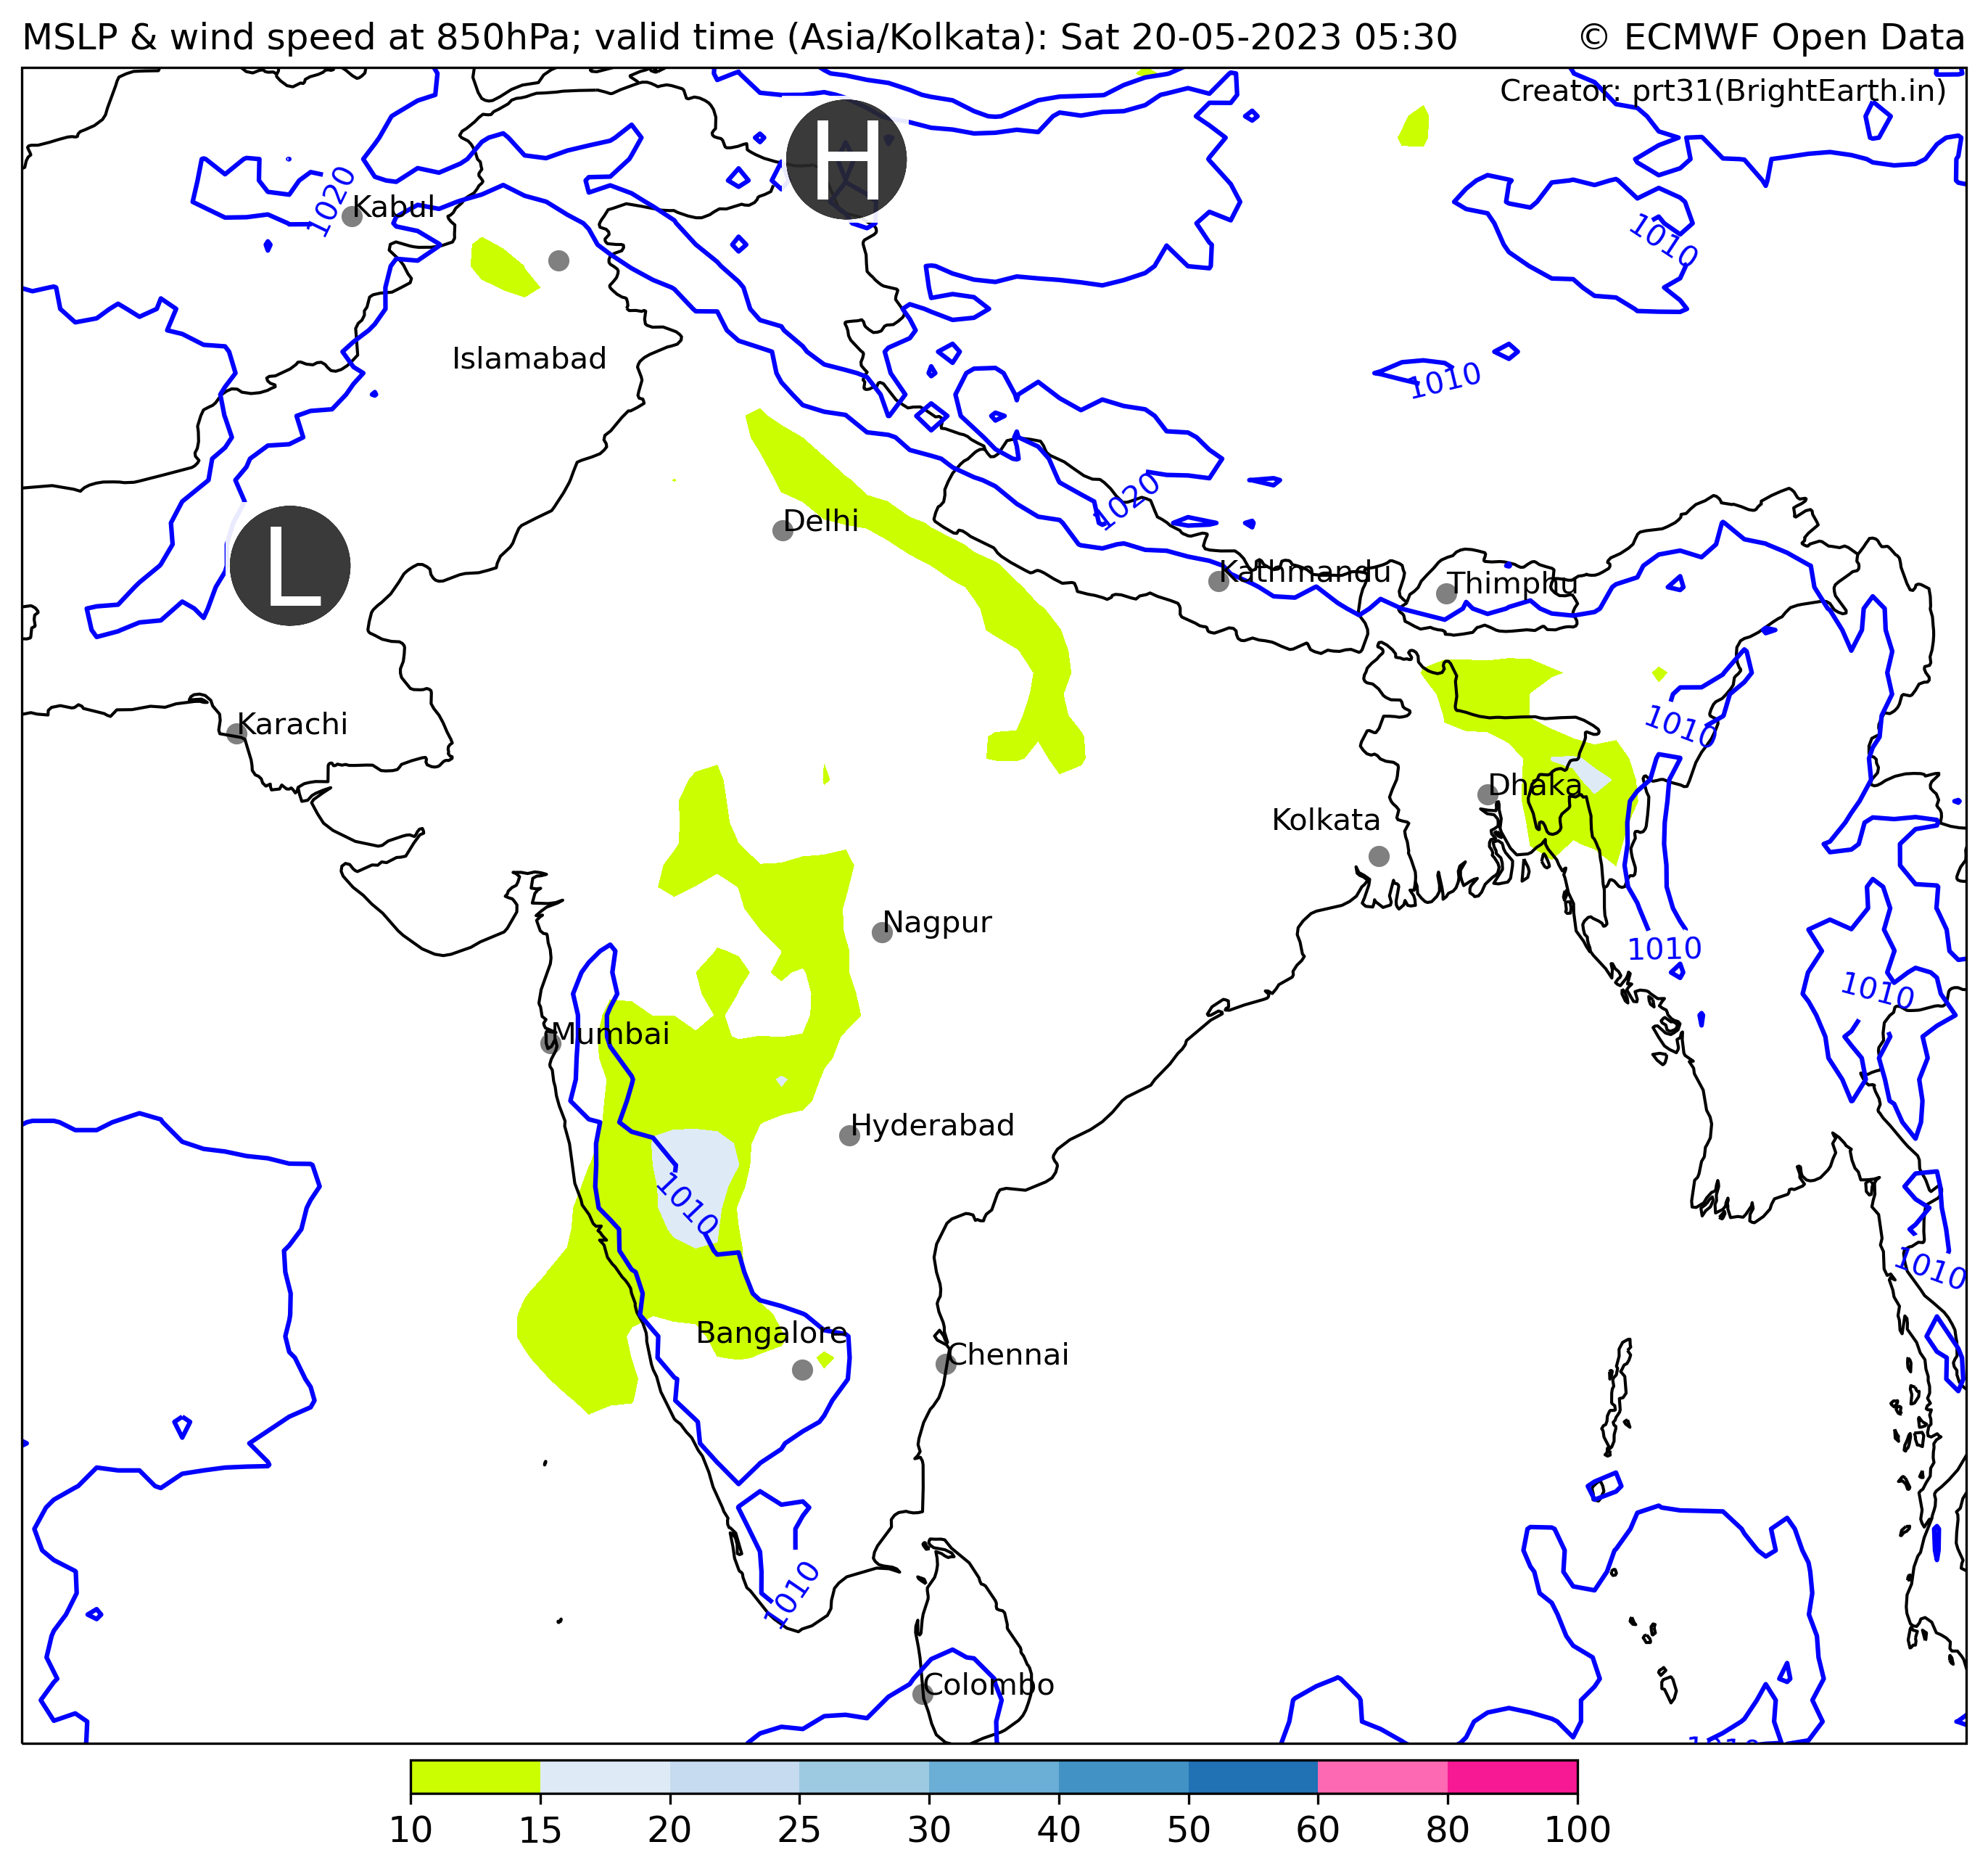 MSLP & wind speed at 850hPa; valid time (Asia/Kolkata): Sat 20-05-2023 05:30 © ECMWF Open Data
Creator: prt31(BrightEarth.in)
H
1020
Kabul
1010
Islamabad
1010
1020
Delhi
L
Kathmandu
Thimphu
Karachi
1010
Dhaka
Kolkata
Nagpur
1010
1010
Mumbai
Hyderabad
1010
1010
Bangalore
Chennai
1010
Colombo
1010
10 15 20 25 30 40 50 60 80 100